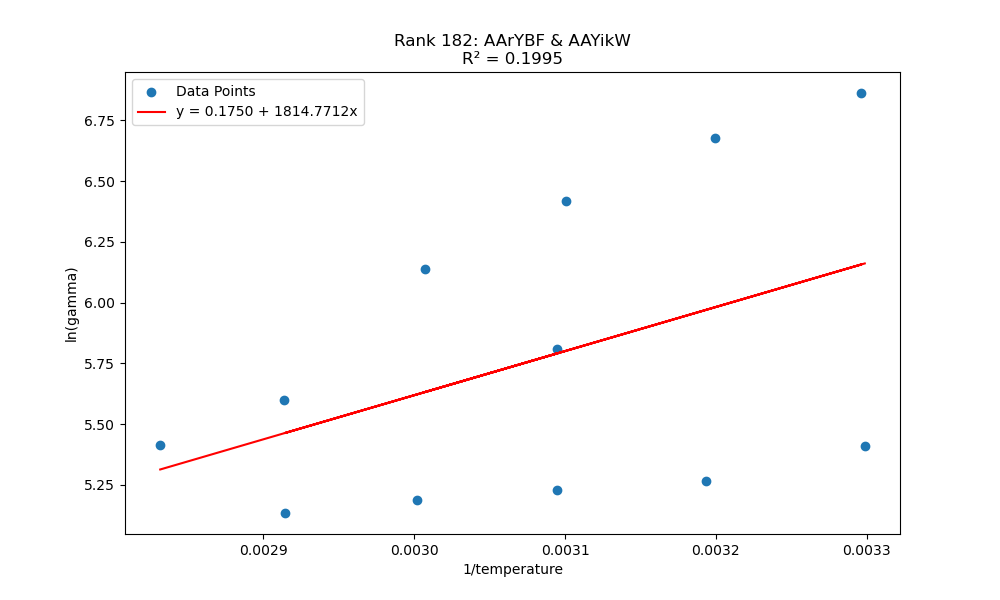 Rank 182: AArYBF & AAYikW
R² = 0.1995
Data Points
y = 0.1750 + 1814.7712x
6.75
6.50
6.25
6.00
5.75
5.50
5.25
ln(gamma)
0.0029
0.0030
0.0031
0.0032
0.0033
1/temperature